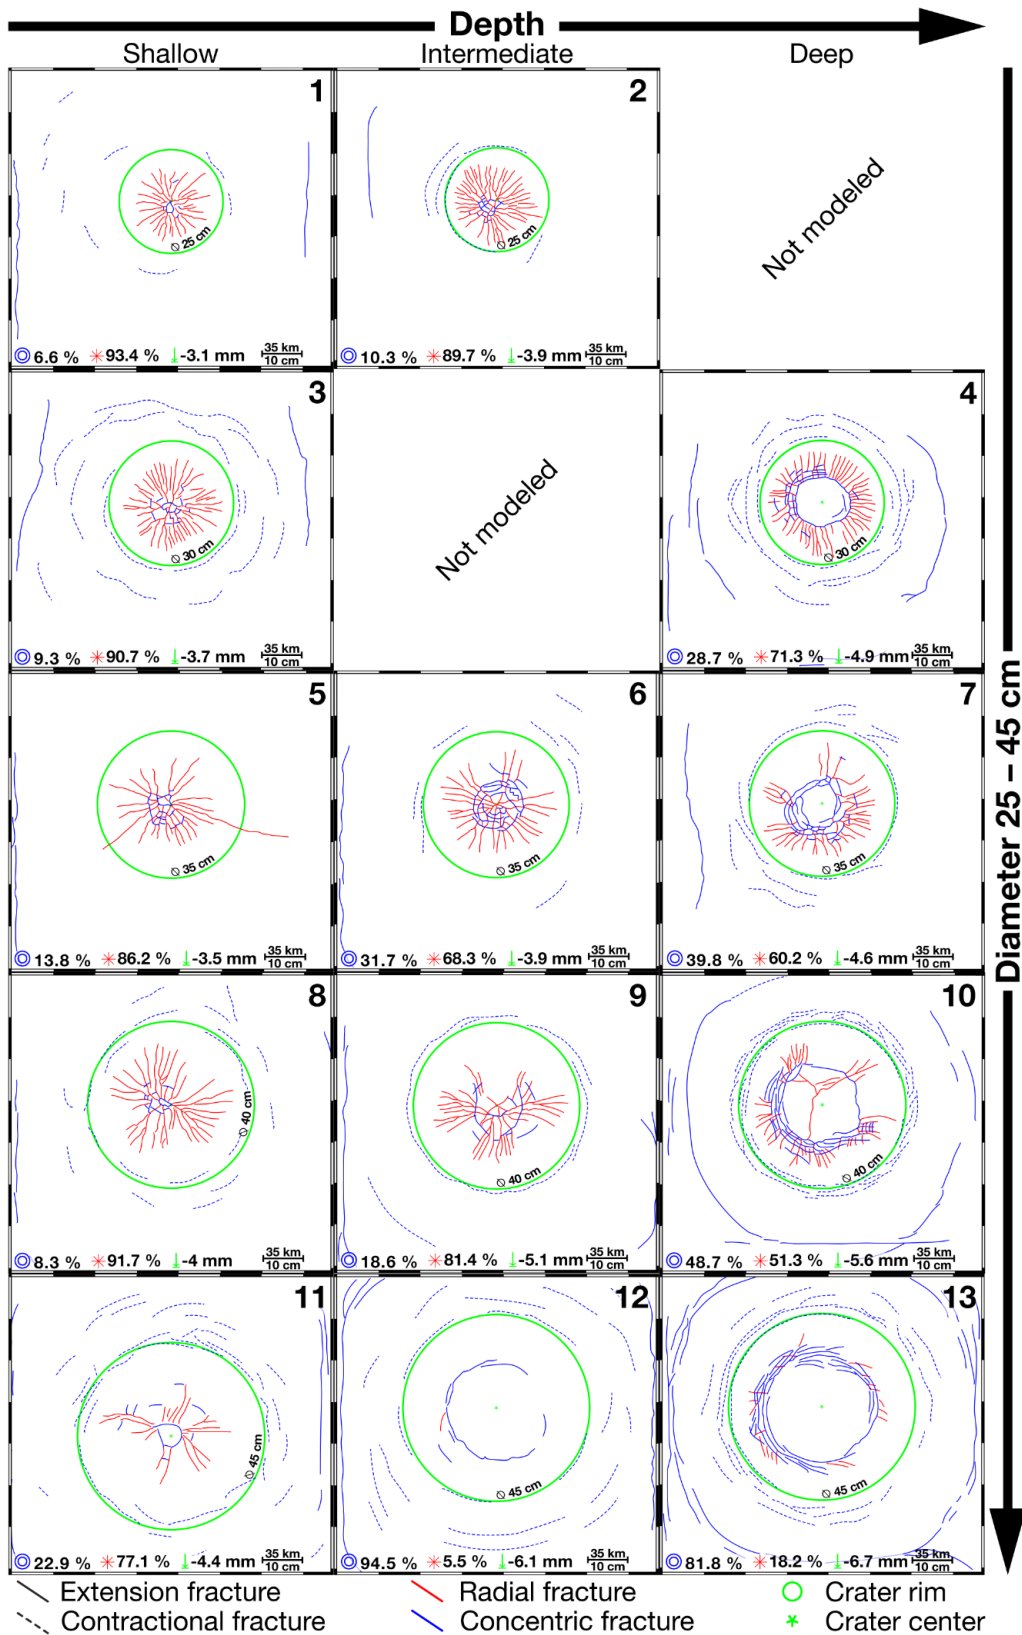 Depth
Shallow Intermediate Deep
1
⌀ 25 cm
6.6 % 93.4 % -3.1 mm 35 km
10 cm
2
⌀ 25 cm
10.3 % 89.7 % -3.9 mm 35 km
10 cm
Not modeled
3
⌀ 30 cm
9.3 % 90.7 % -3.7 mm 35 km
10 cm
Not modeled
4
⌀ 30 cm
28.7 % 71.3 % -4.9 mm 35 km
10 cm
5
⌀ 35 cm
13.8 % 86.2 % -3.5 mm 35 km
10 cm
6
⌀ 35 cm
31.7 % 68.3 % -3.9 mm 35 km
10 cm
7
⌀ 35 cm
39.8 % 60.2 % -4.6 mm 35 km
10 cm
8
⌀ 40 cm
8.3 % 91.7 % -4 mm 35 km
10 cm
9
⌀ 40 cm
18.6 % 81.4 % -5.1 mm 35 km
10 cm
10
⌀ 40 cm
48.7 % 51.3 % -5.6 mm 35 km
10 cm
11
⌀ 45 cm
22.9 % 77.1 % -4.4 mm 35 km
10 cm
12
⌀ 45 cm
94.5 % 5.5 % -6.1 mm 35 km
10 cm
13
⌀ 45 cm
81.8 % 18.2 % -6.7 mm 35 km
10 cm
Diameter 25 – 45 cm
Extension fracture Radial fracture Crater rim
Contractional fracture Concentric fracture Crater center